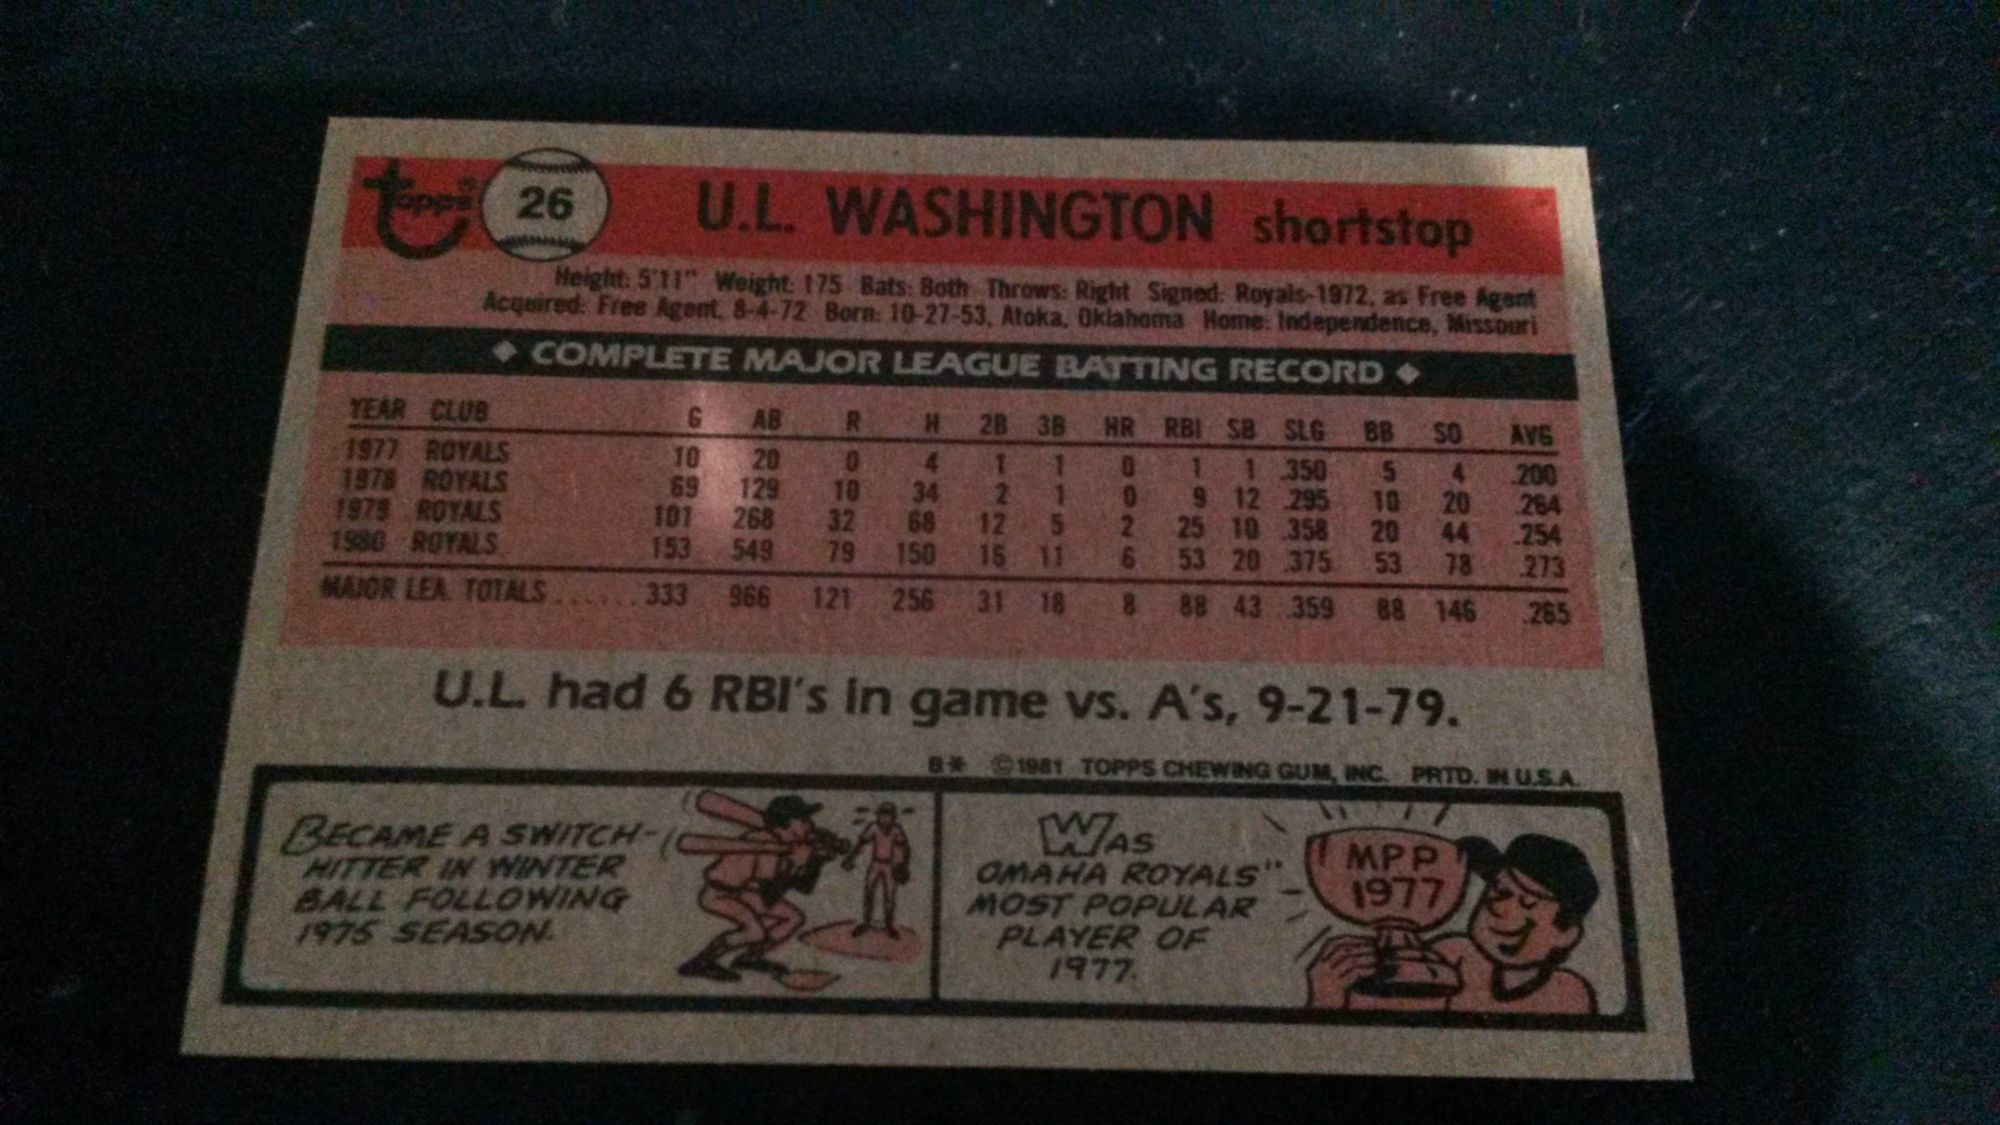 topps® 26 U.L. WASHINGTON shortstop
Height: 5'11" Weight: 175 Bats: Both Throws: Right Signed: Royals-1972, as Free Agent
Acquired: Free Agent, 8-4-72 Born: 10-27-53, Atoka, Oklahoma Home: Independence, Missouri
◆ COMPLETE MAJOR LEAGUE BATTING RECORD ◆
YEAR CLUB G AB R H 2B 3B HR RBI SB SLG BB SO AVG
1977 ROYALS 10 20 0 4 1 1 0 1 1 .350 5 4 .200
1978 ROYALS 69 129 10 34 2 1 0 9 12 .295 10 20 .264
1979 ROYALS 101 268 32 68 12 5 2 25 10 .358 20 44 .254
1980 ROYALS 153 549 79 150 16 11 6 53 20 .375 53 78 .273
MAJOR LEA. TOTALS ...... 333 966 121 256 31 18 8 88 43 .359 88 146 .265
U.L. had 6 RBI's in game vs. A's, 9-21-79.
B* ©1981 TOPPS CHEWING GUM, INC. PRTD. IN U.S.A.
BECAME A SWITCH-
HITTER IN WINTER
BALL FOLLOWING
1975 SEASON.
WAS
OMAHA ROYALS"
MOST POPULAR
PLAYER OF
1977.
MPP
1977